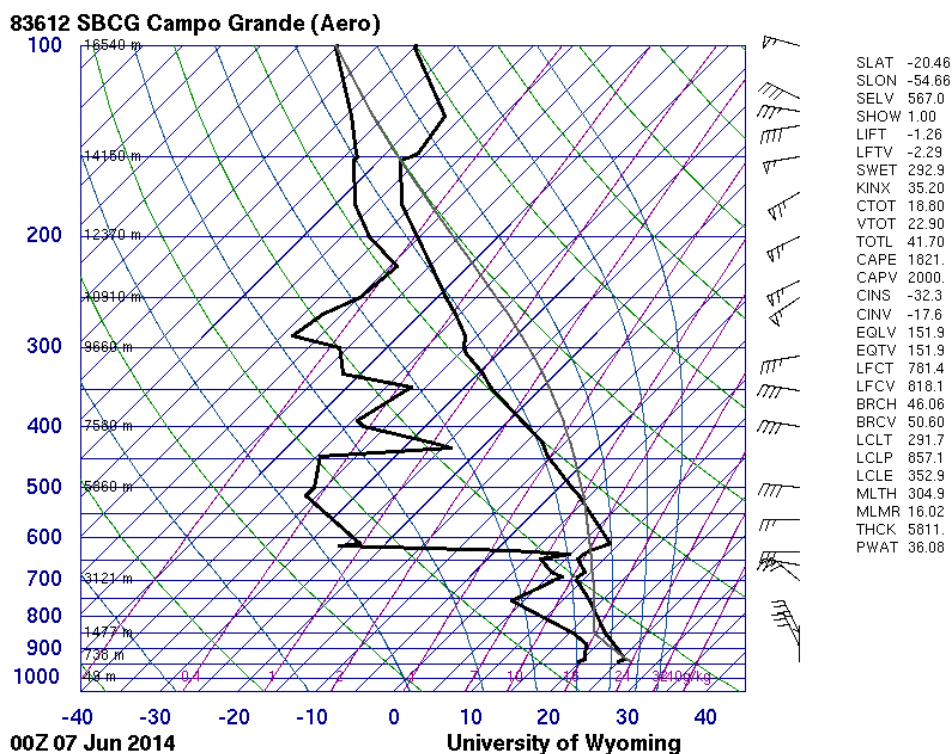 83612 SBCG Campo Grande (Aero)
100 16540 m
14150 m
200 12370 m
10910 m
300 9660 m
400 7580 m
500 5860 m
600
700 3121 m
800
1477 m
900
738 m
1000 49 m
0.4 1 2 4 7 10 16 24 32 40g/kg
-40 -30 -20 -10 0 10 20 30 40
00Z 07 Jun 2014 University of Wyoming
SLAT -20.46
SLON -54.66
SELV 567.0
SHOW 1.00
LIFT -1.26
LFTV -2.29
SWET 292.9
KINX 35.20
CTOT 18.80
VTOT 22.90
TOTL 41.70
CAPE 1821.
CAPV 2000.
CINS -32.3
CINV -17.6
EQLV 151.9
EQTV 151.9
LFCT 781.4
LFCV 818.1
BRCH 46.06
BRCV 50.60
LCLT 291.7
LCLP 857.1
LCLE 352.9
MLTH 304.9
MLMR 16.02
THCK 5811.
PWAT 36.08